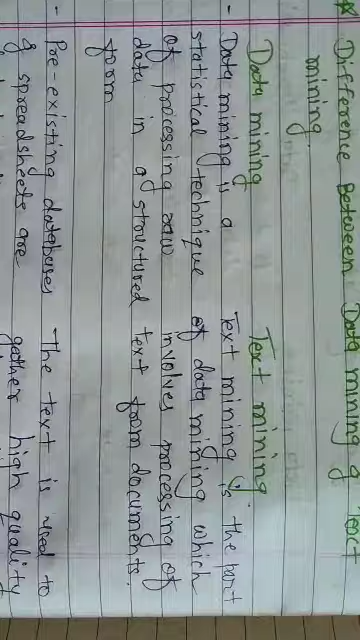 * Difference Between Data mining & Text
mining.
Data mining Text mining.
- Data mining is a Text mining is the part
statistical technique of data mining which
of processing raw involves processing of
data in a structured text from documents.
form
- Pre-existing databases The text is used to
& spreadsheets are gather high quality